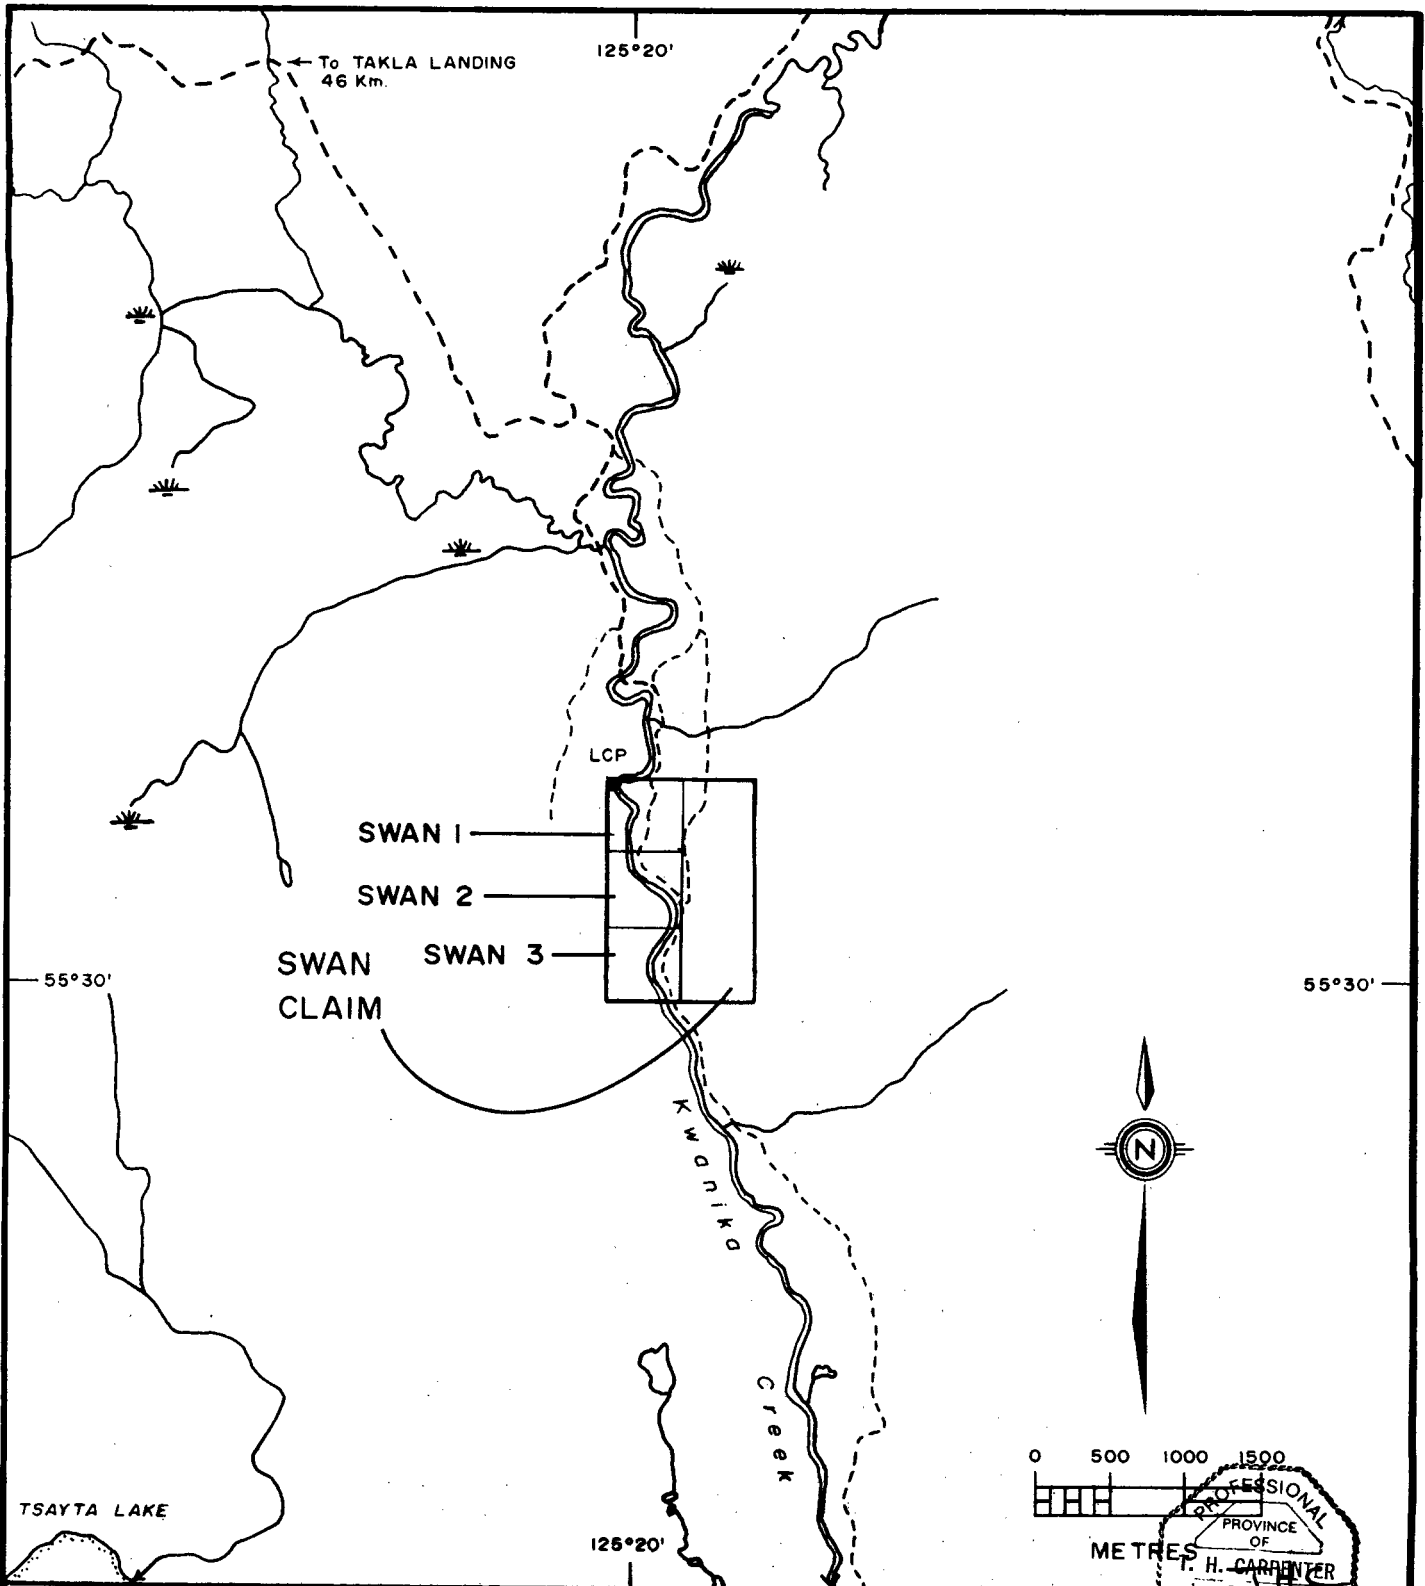 125°20'
To TAKLA LANDING
46 Km.
LCP
SWAN 1
SWAN 2
SWAN 3
SWAN
CLAIM
55°30'
55°30'
Kwanika
Creek
N
0 500 1000 1500
METRES
PROFESSIONAL
PROVINCE
OF
T. H. CARPENTER
TSAYTA LAKE
125°20'